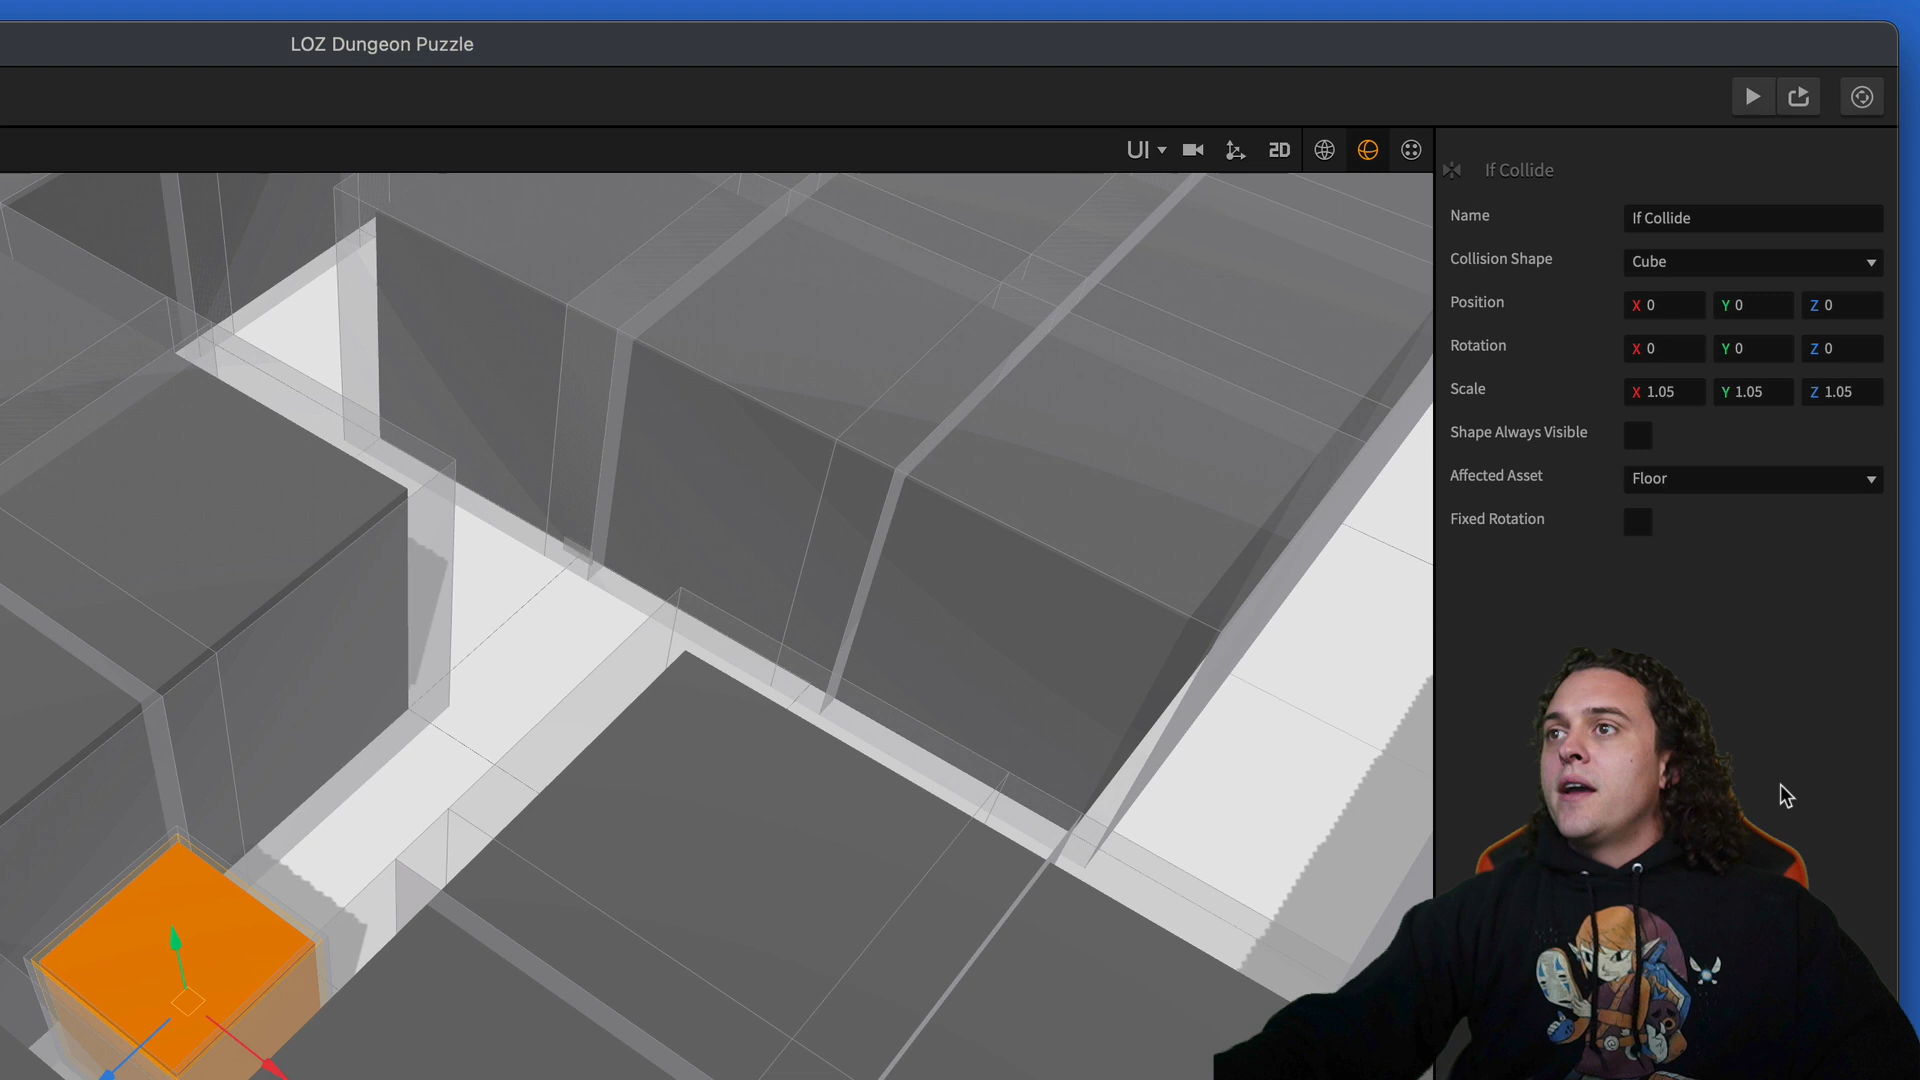 LOZ Dungeon Puzzle
UI
2D
If Collide
Name
If Collide
Collision Shape
Cube
Position
X 0
Y 0
Z 0
Rotation
X 0
Y 0
Z 0
Scale
X 1.05
Y 1.05
Z 1.05
Shape Always Visible
Affected Asset
Floor
Fixed Rotation